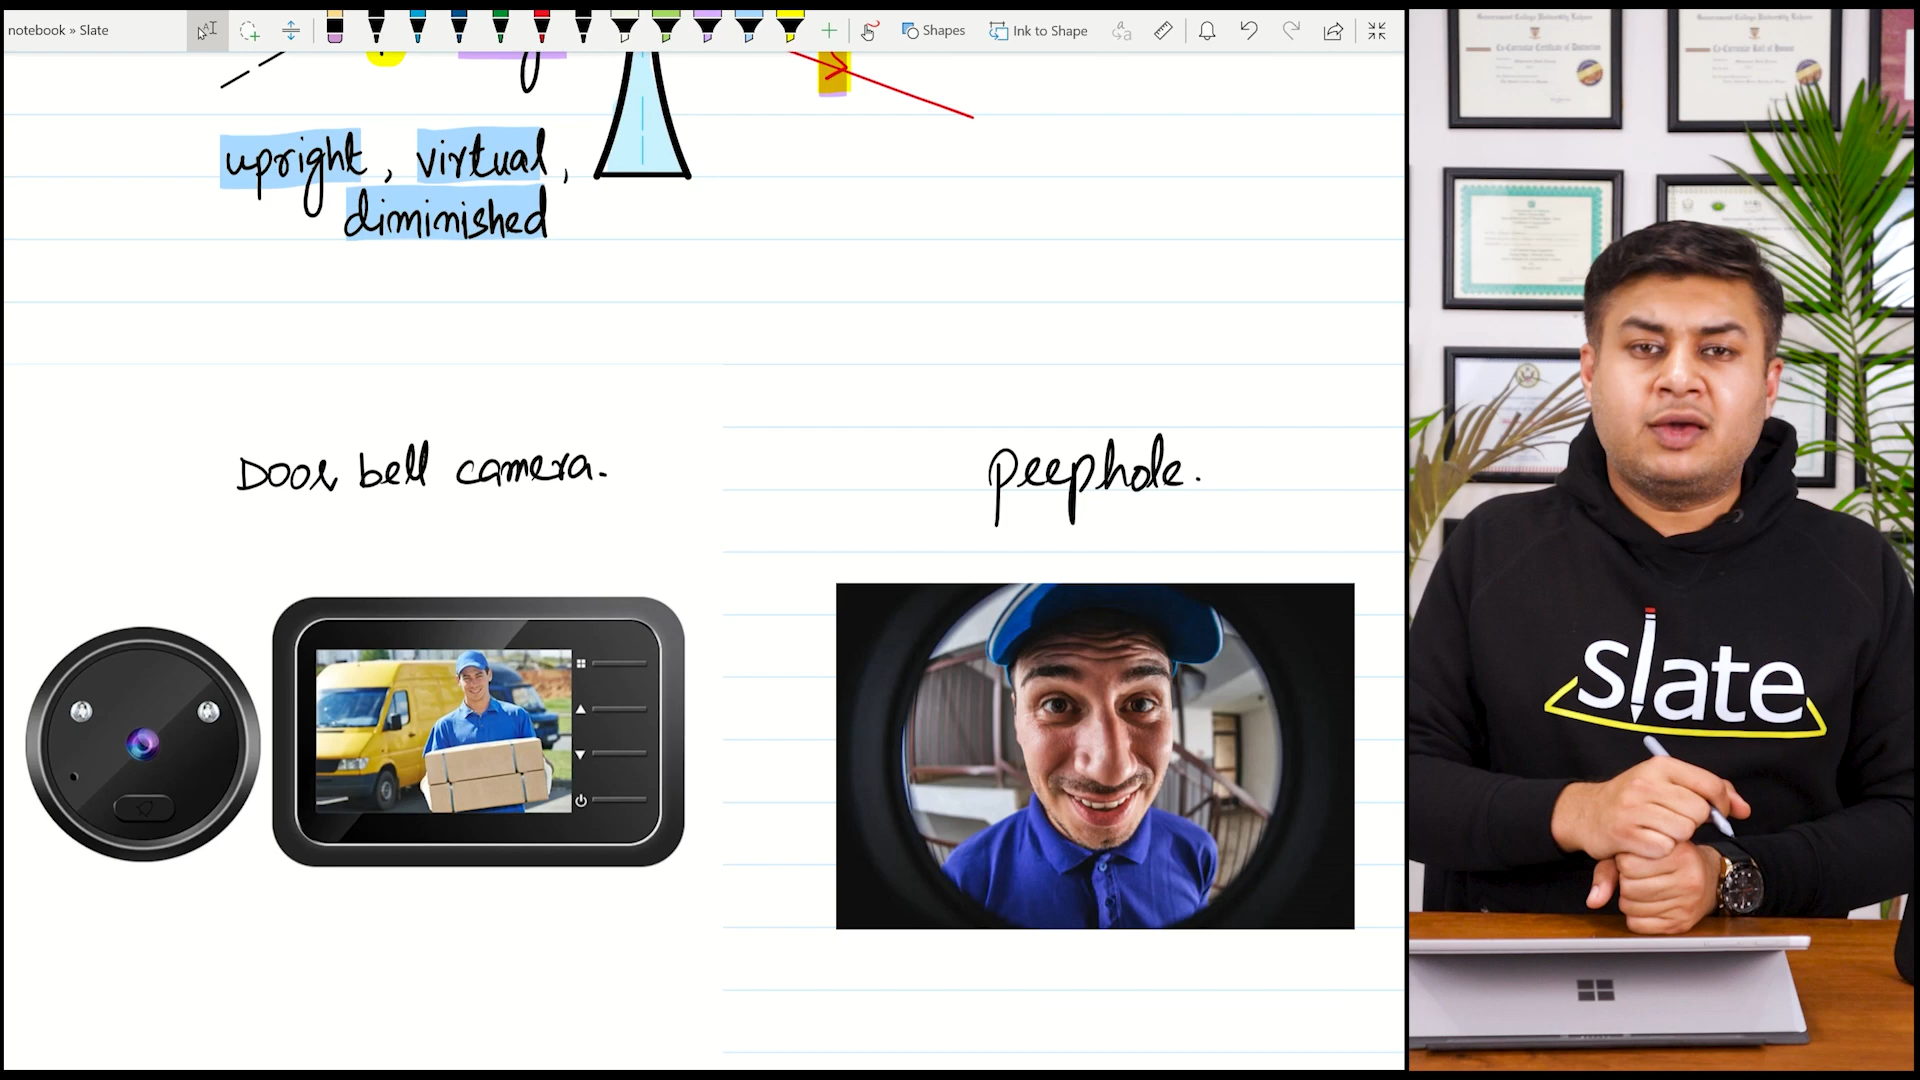 notebook » Slate
Shapes
Ink to Shape
upright, virtual,
diminished
Door bell camera.
peephole.
slate